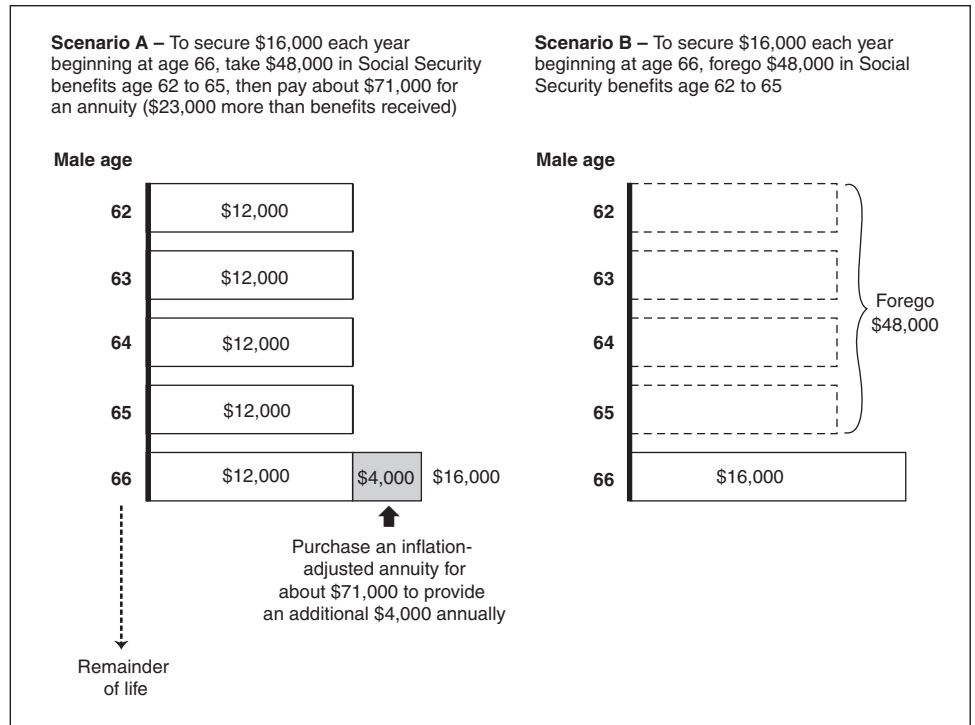 Scenario A – To secure $16,000 each year
beginning at age 66, take $48,000 in Social Security
benefits age 62 to 65, then pay about $71,000 for
an annuity ($23,000 more than benefits received)
Male age
62 $12,000
63 $12,000
64 $12,000
65 $12,000
66 $12,000 $4,000 $16,000
Purchase an inflation-
adjusted annuity for
about $71,000 to provide
an additional $4,000 annually
Remainder
of life
Scenario B – To secure $16,000 each year
beginning at age 66, forego $48,000 in Social
Security benefits age 62 to 65
Male age
62
63
64
65
Forego
$48,000
66 $16,000